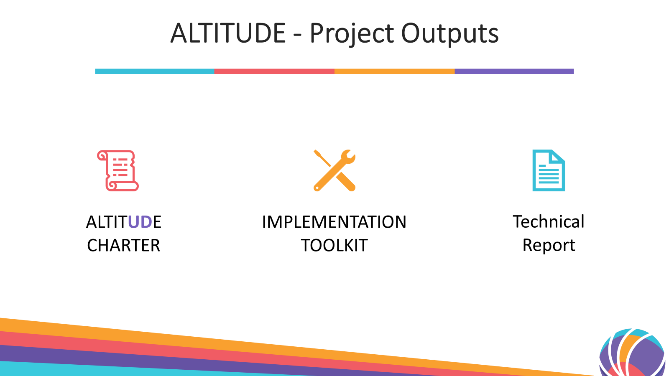 ALTITUDE - Project Outputs
ALTITUDE
CHARTER
IMPLEMENTATION
TOOLKIT
Technical
Report